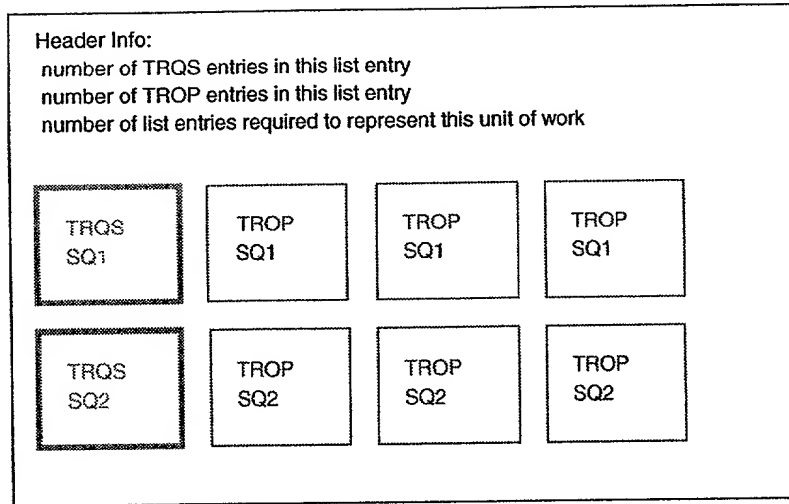 Header Info:
number of TRQS entries in this list entry
number of TROP entries in this list entry
number of list entries required to represent this unit of work
TRQS
SQ1
TROP
SQ1
TROP
SQ1
TROP
SQ1
TRQS
SQ2
TROP
SQ2
TROP
SQ2
TROP
SQ2